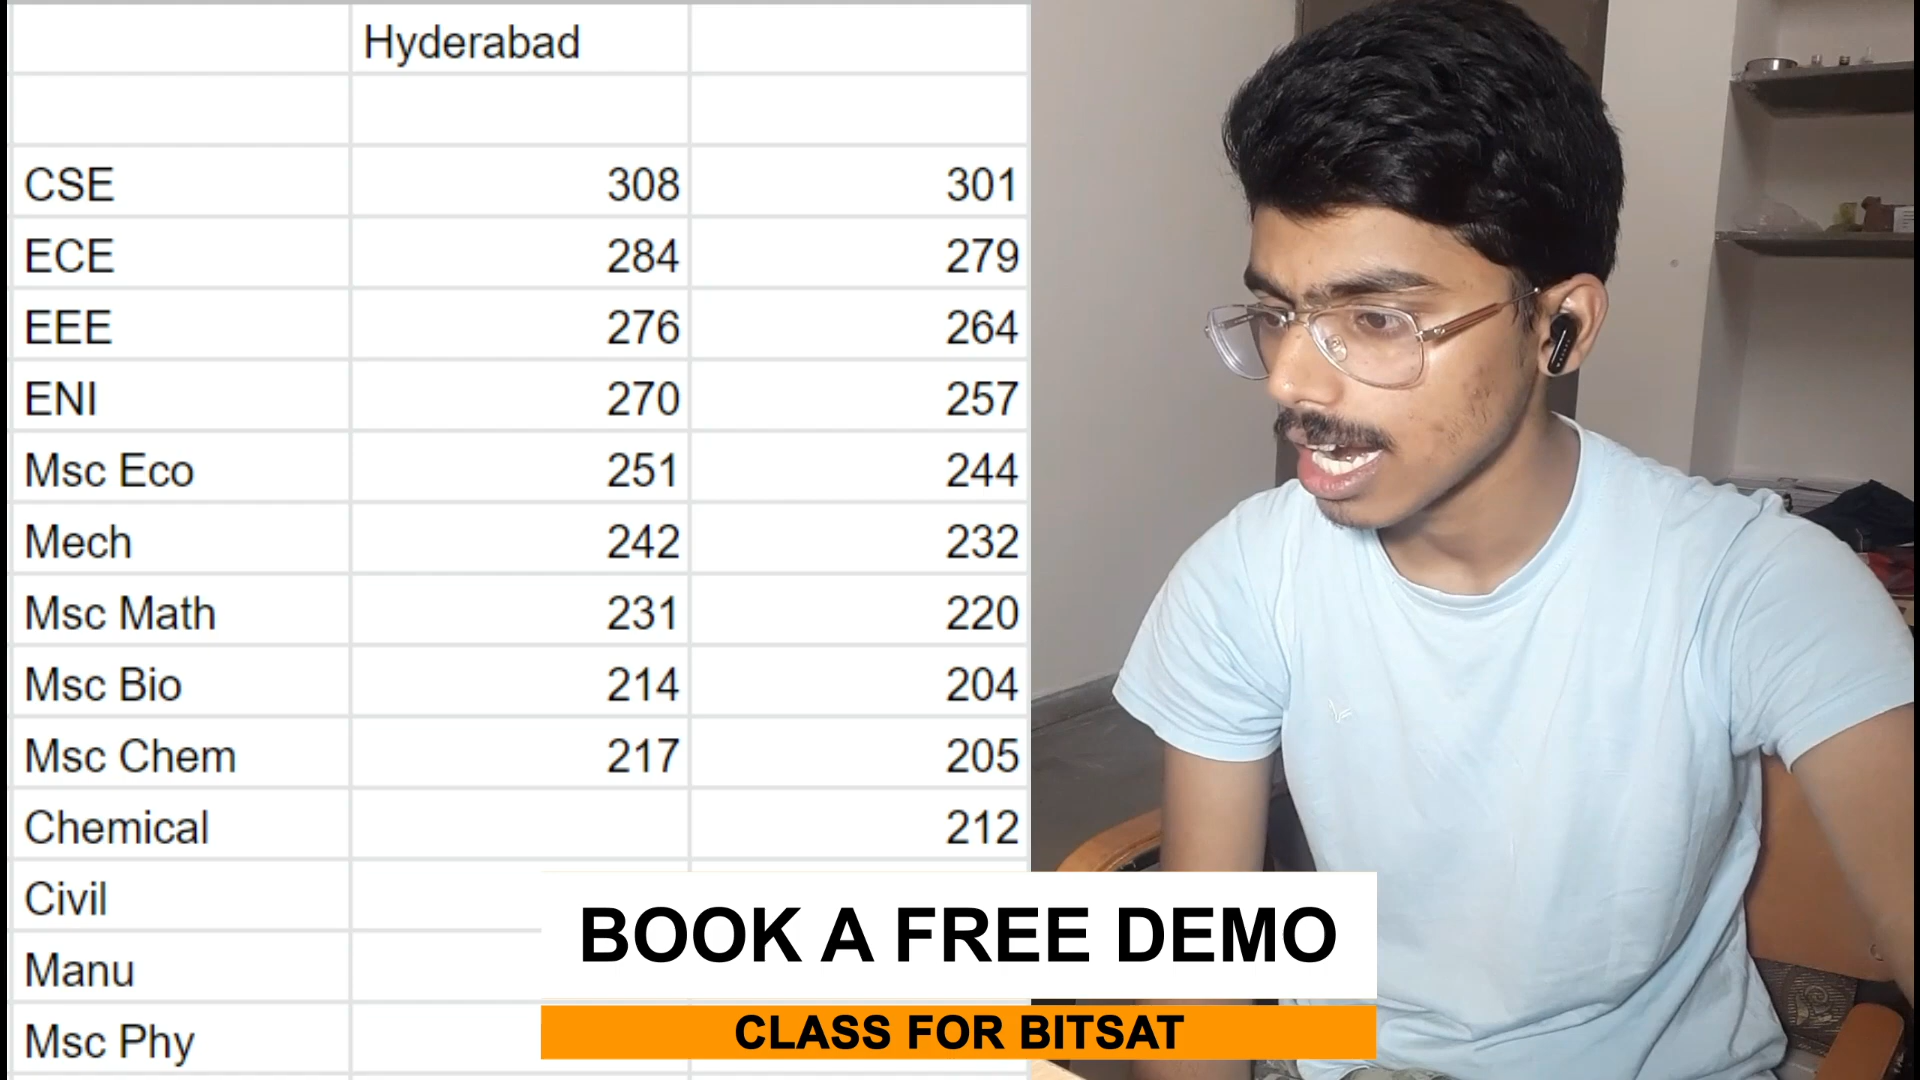 Hyderabad
CSE 308 301
ECE 284 279
EEE 276 264
ENI 270 257
Msc Eco 251 244
Mech 242 232
Msc Math 231 220
Msc Bio 214 204
Msc Chem 217 205
Chemical 212
Civil
Manu
Msc Phy
BOOK A FREE DEMO
CLASS FOR BITSAT